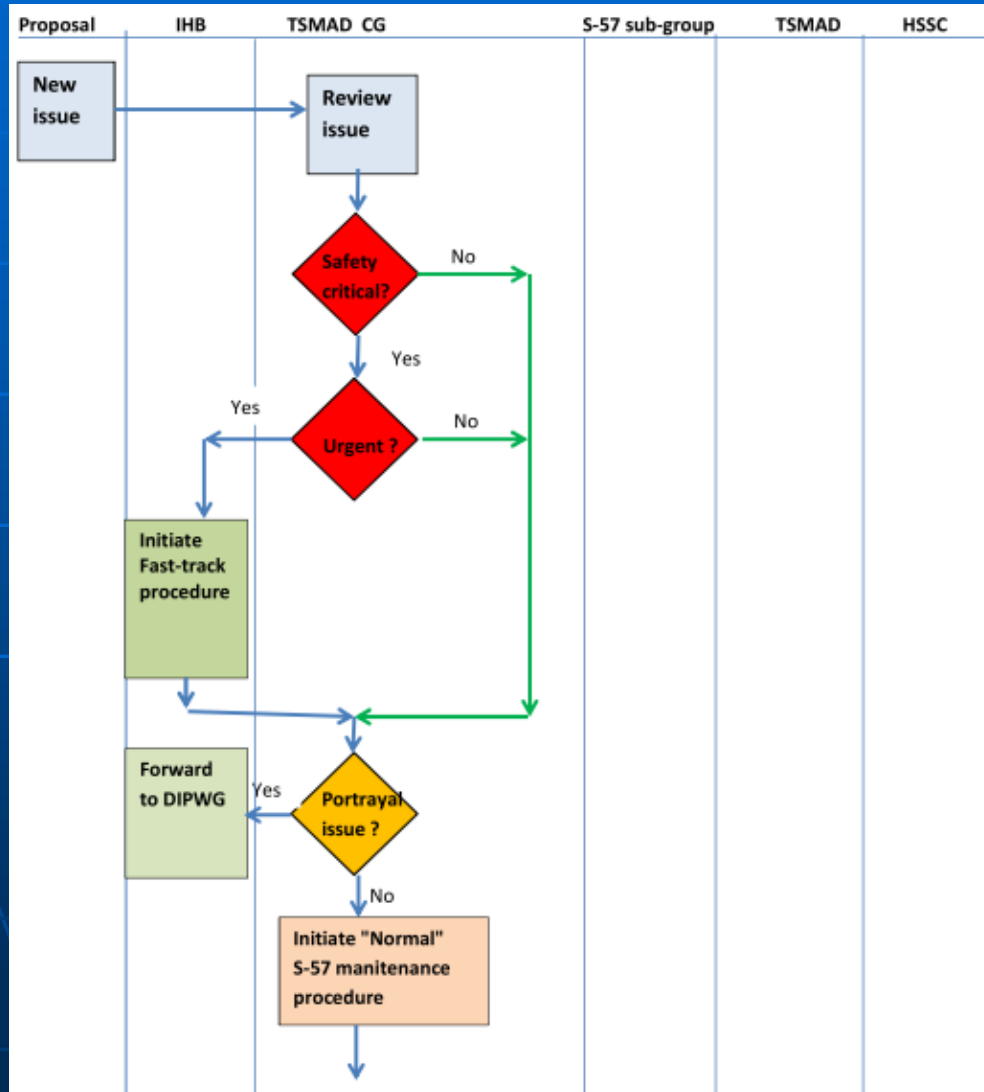 Proposal IHB TSMAD CG S-57 sub-group TSMAD HSSC
New
issue
Review
issue
Safety
critical?
No
Yes
Urgent ?
Yes
No
Initiate
Fast-track
procedure
Portrayal
issue ?
Yes
Forward
to DIPWG
No
Initiate "Normal"
S-57 manitenance
procedure